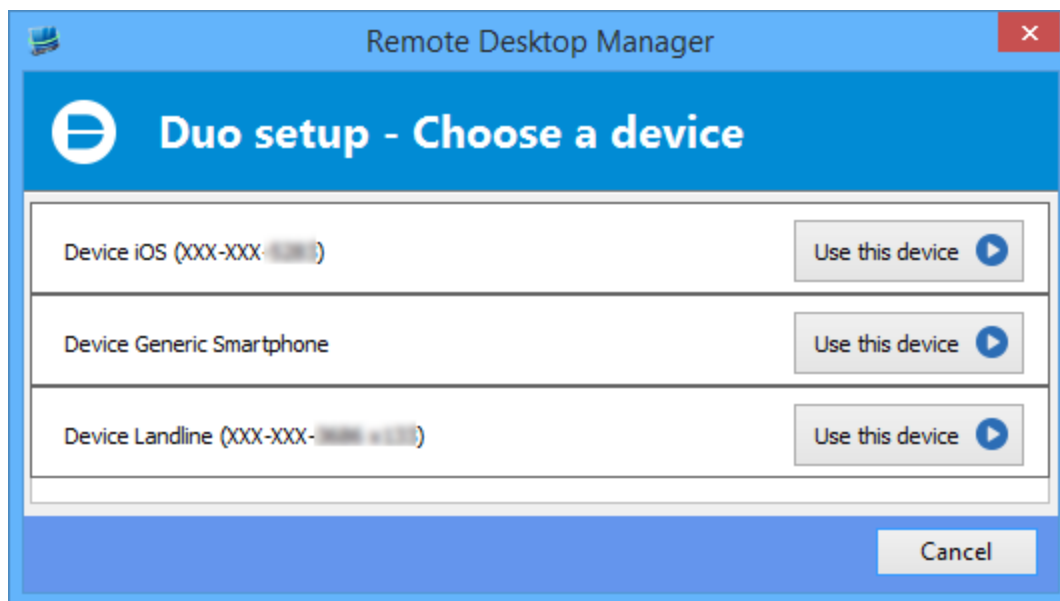 Remote Desktop Manager
Duo setup - Choose a device
Device iOS (XXX-XXX- )
Use this device
Device Generic Smartphone
Use this device
Device Landline (XXX-XXX- )
Use this device
Cancel